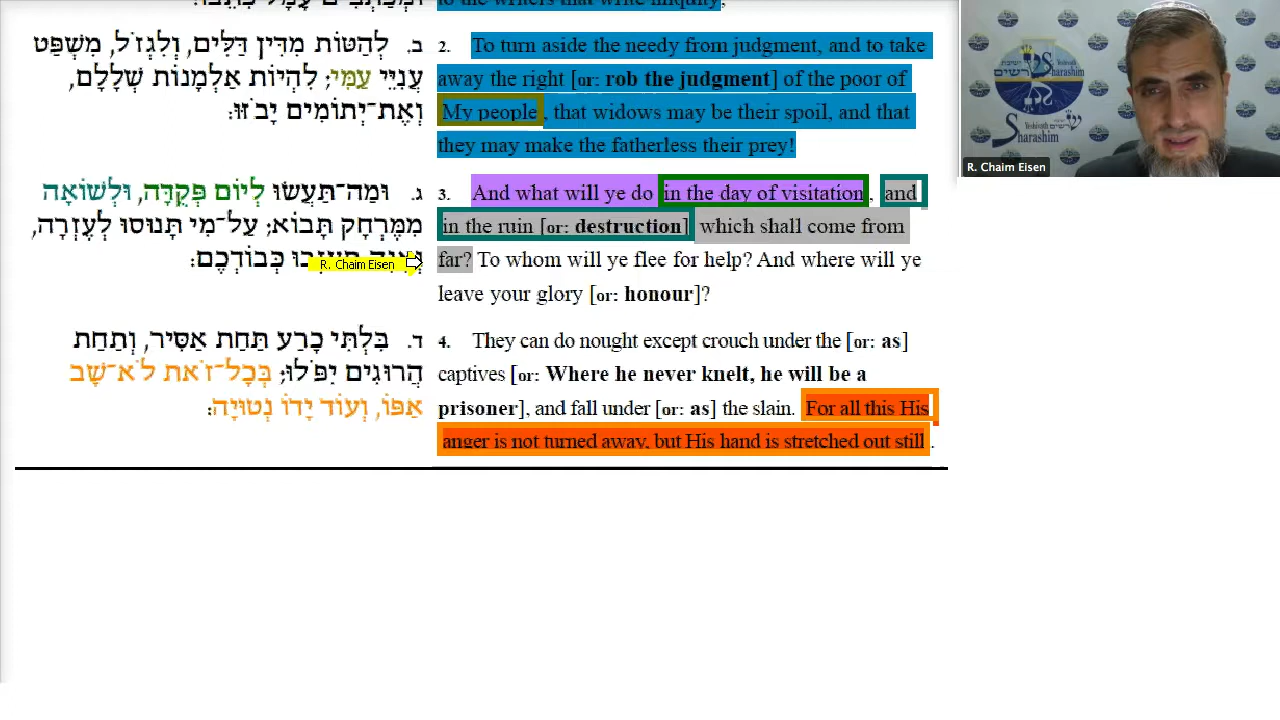 to the writers that write iniquity;
ב. לְהַטּוֹת מִדִּין דַּלִּים, וְלִגְזֹל, מִשְׁפַּט
עֲנִיֵּי עַמִּי; לִהְיוֹת אַלְמָנוֹת שְׁלָלָם,
וְאֶת־יְתוֹמִים יָבֹזּוּ:
2. To turn aside the needy from judgment, and to take
away the right [or: rob the judgment] of the poor of
My people, that widows may be their spoil, and that
they may make the fatherless their prey!
ג. וּמַה־תַּעֲשׂוּ לְיוֹם פְּקֻדָּה, וּלְשׁוֹאָה
מִמֶּרְחָק תָּבוֹא; עַל־מִי תָּנוּסוּ לְעֶזְרָה,
כְּבוֹדְכֶם:
R. Chaim Eisen
3. And what will ye do in the day of visitation, and
in the ruin [or: destruction] which shall come from
far? To whom will ye flee for help? And where will ye
leave your glory [or: honour]?
ד. בִּלְתִּי כָרַע תַּחַת אַסִּיר, וְתַחַת
הֲרוּגִים יִפֹּלוּ; בְּכָל־זֹאת לֹא־שָׁב
אַפּוֹ, וְעוֹד יָדוֹ נְטוּיָה:
4. They can do nought except crouch under the [or: as]
captives [or: Where he never knelt, he will be a
prisoner], and fall under [or: as] the slain. For all this His
anger is not turned away, but His hand is stretched out still.
Yeshivath
Sharashim
R. Chaim Eisen